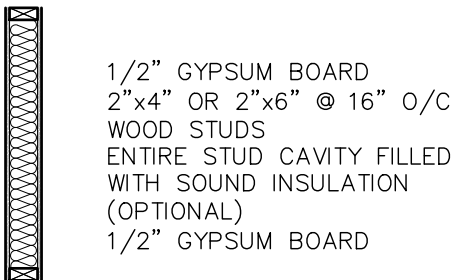 1/2" GYPSUM BOARD
2"x4" OR 2"x6" @ 16" O/C
WOOD STUDS
ENTIRE STUD CAVITY FILLED
WITH SOUND INSULATION
(OPTIONAL)
1/2" GYPSUM BOARD